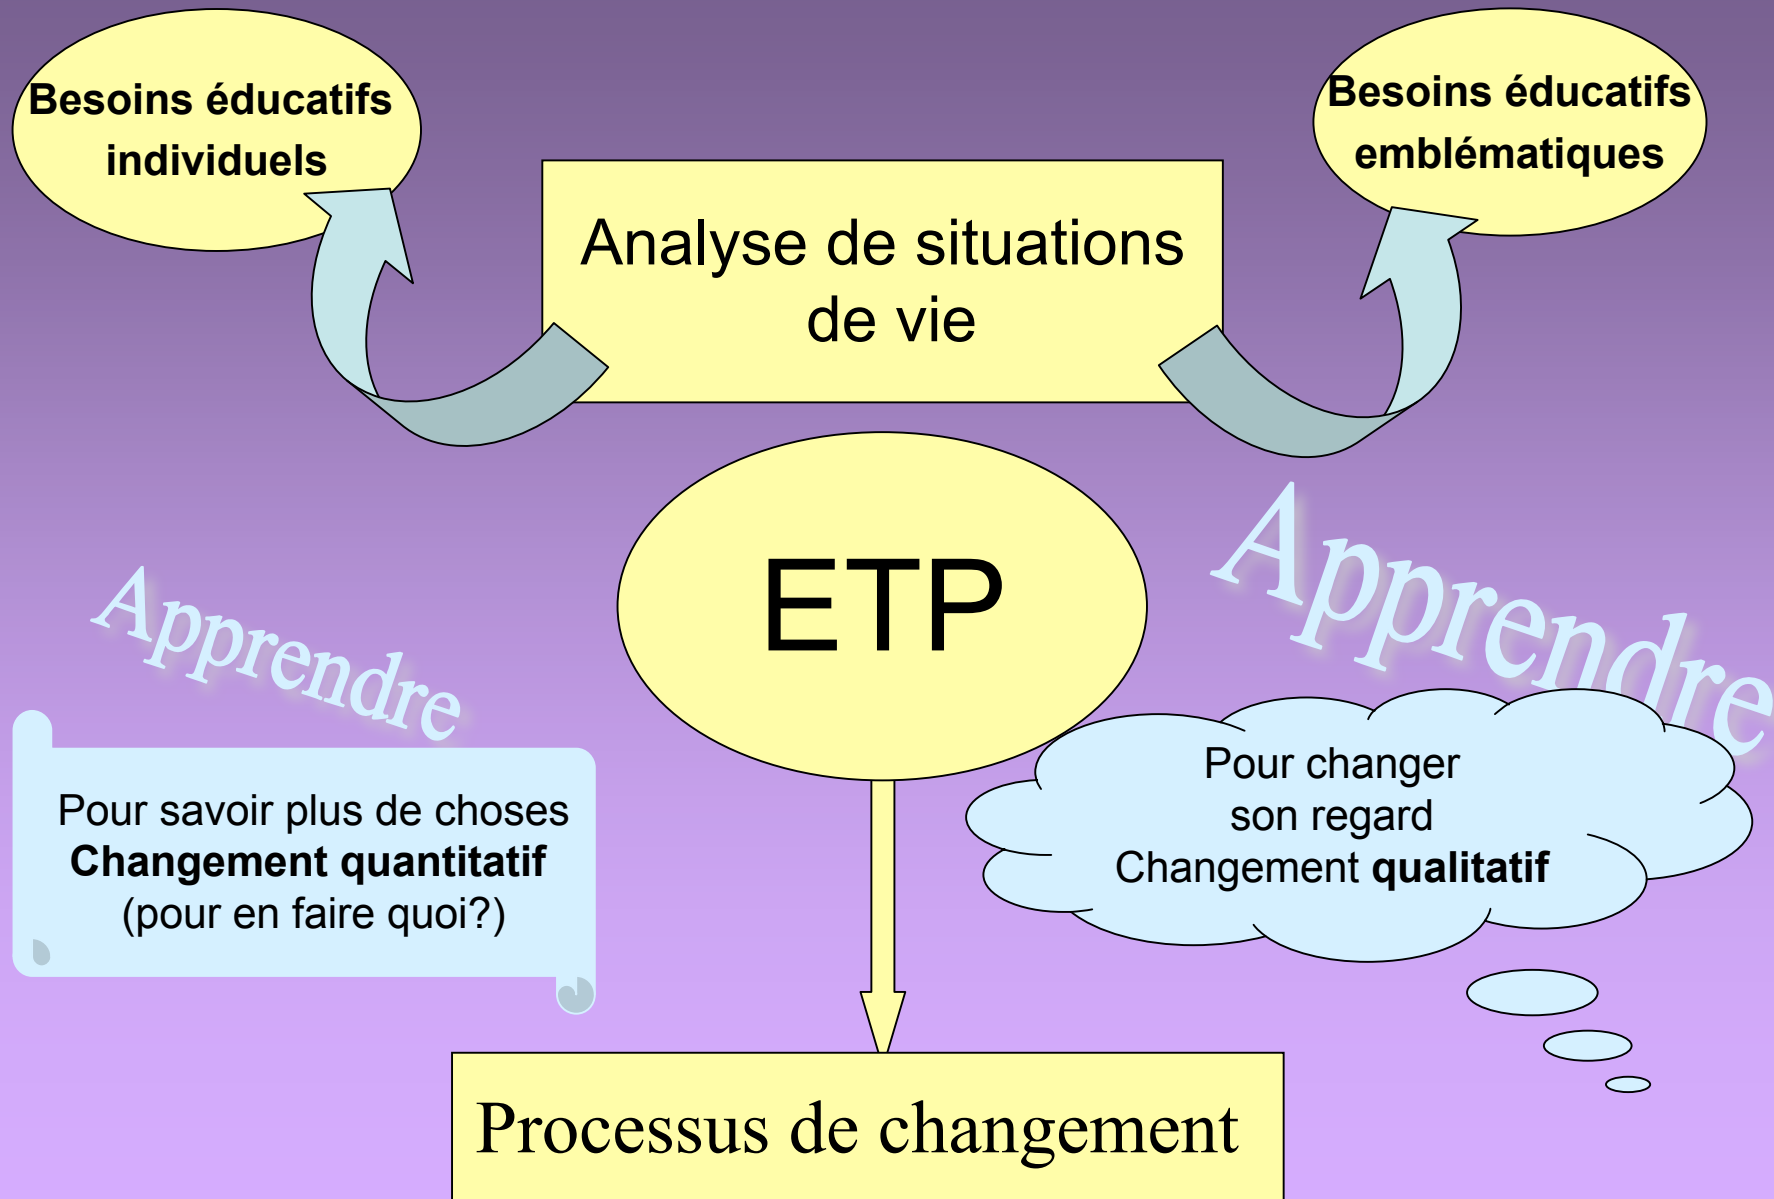 Besoins éducatifs
individuels
Besoins éducatifs
emblématiques
Analyse de situations
de vie
ETP
Apprendre
Apprendre
Pour savoir plus de choses
Changement quantitatif
(pour en faire quoi?)
Pour changer
son regard
Changement qualitatif
Processus de changement